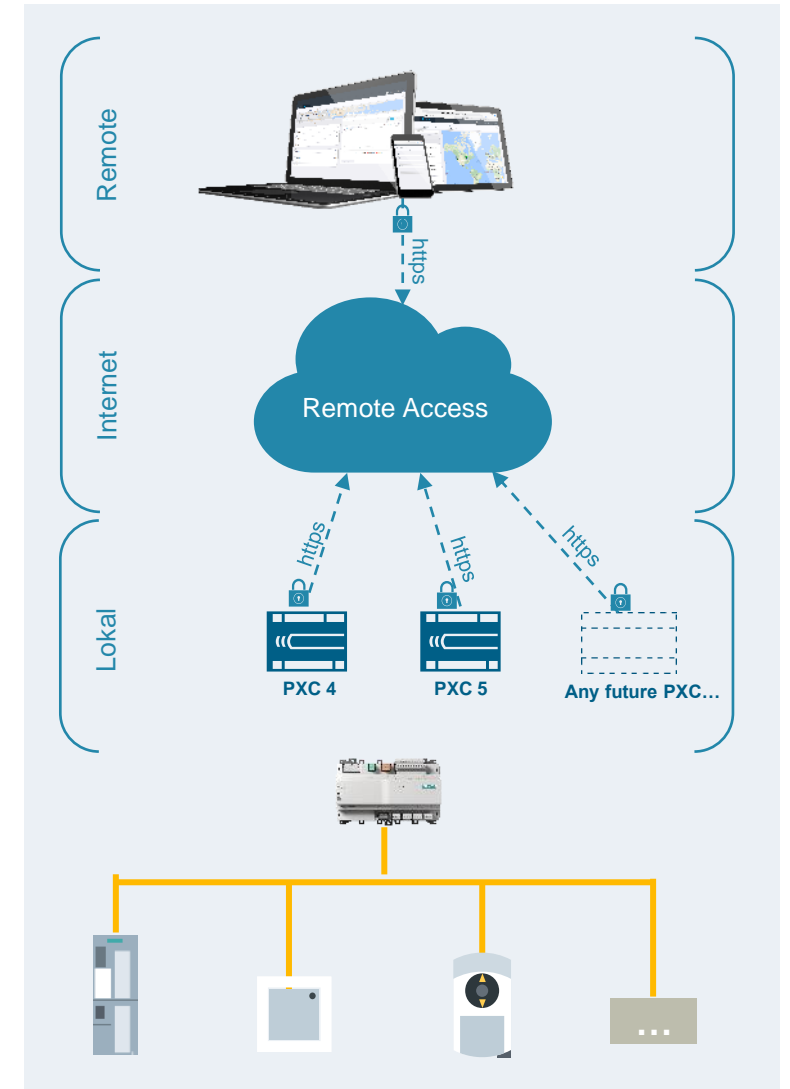 Remote
https
Internet
Remote Access
https
https
https
Lokal
PXC 4
PXC 5
Any future PXC...
...